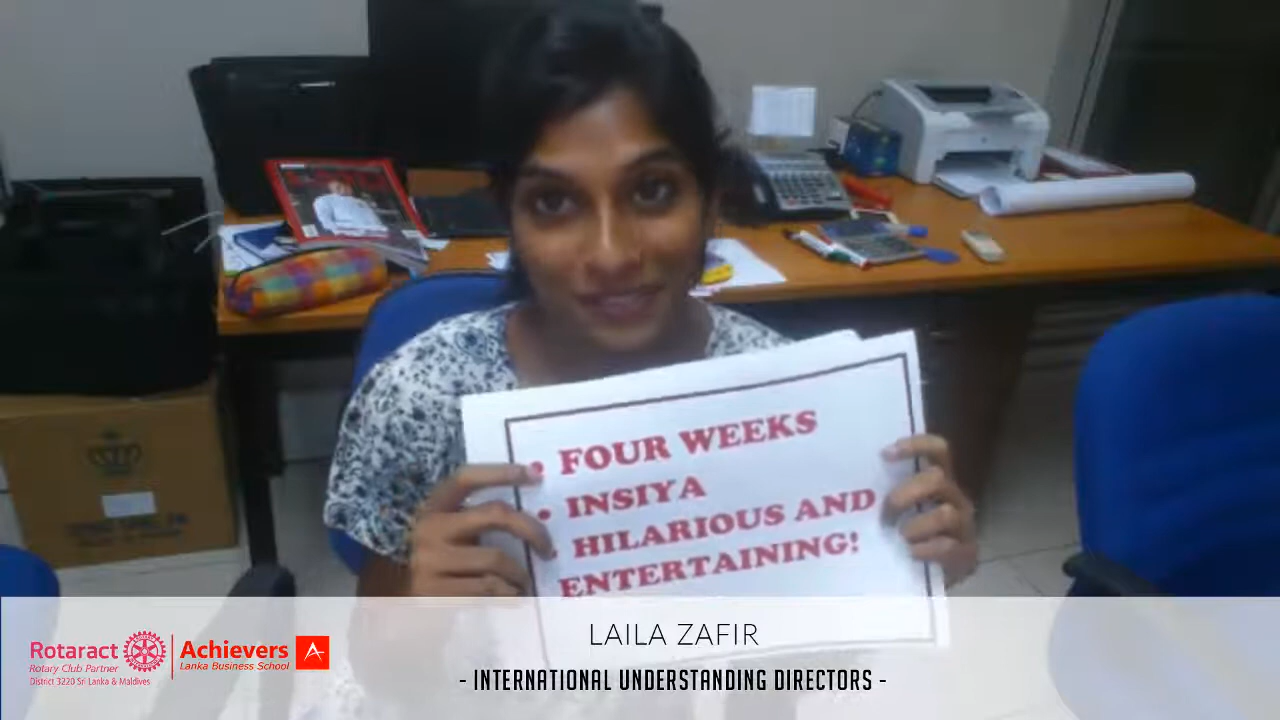 • FOUR WEEKS
• INSIYA
• HILARIOUS AND
ENTERTAINING!
LAILA ZAFIR
- INTERNATIONAL UNDERSTANDING DIRECTORS -
Rotaract
Rotary Club Partner
District 3220 Sri Lanka & Maldives
Achievers
Lanka Business School